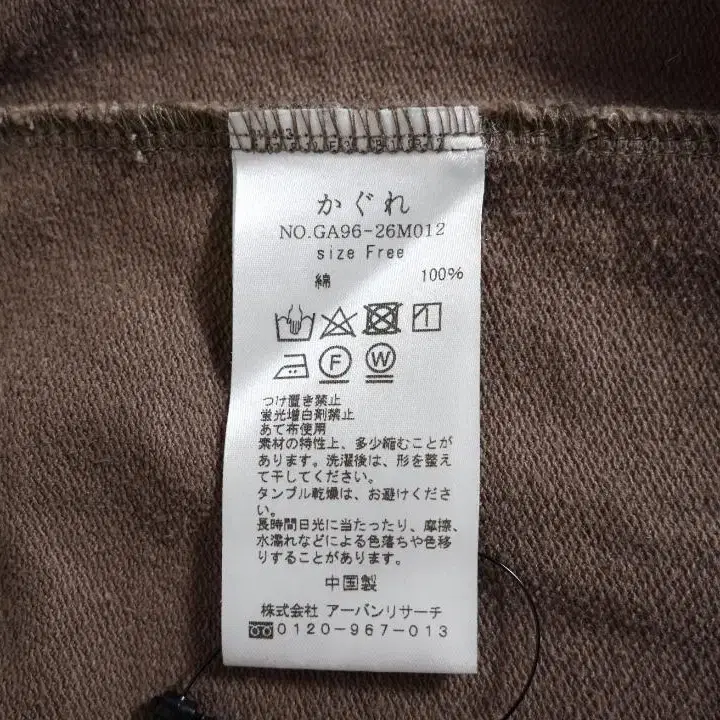 かぐれ
NO.GA96-26M012
size Free
綿 100%
F W
つけ置き禁止
蛍光増白剤禁止
あて布使用
素材の特性上、多少縮むことが
あります。洗濯後は、形を整え
て干してください。
タンブル乾燥は、お避けくださ
い。
長時間日光に当たったり、摩擦、
水濡れなどによる色落ちや色移
りすることがあります。
中国製
株式会社 アーバンリサーチ
0120-967-013